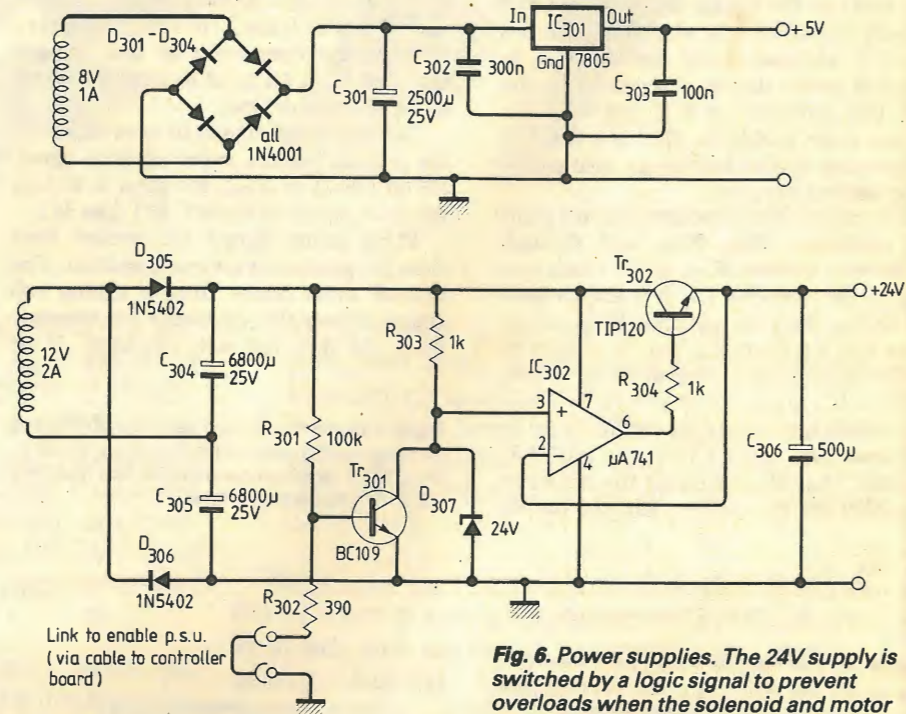 8V
1A
D301-D304
all
1N4001
C301
2500µ
25V
C302
300n
In
IC301
Out
Gnd
7805
C303
100n
+5V
12V
2A
D305
1N5402
C304
6800µ
25V
C305
6800µ
25V
D306
1N5402
R301
100k
Tr301
BC109
R302
390
R303
1k
D307
24V
IC302
3
+
2
−
7
4
6
µA741
Tr302
TIP120
R304
1k
C306
500µ
+24V
Link to enable p.s.u.
(via cable to controller
board)
Fig. 6. Power supplies. The 24V supply is
switched by a logic signal to prevent
overloads when the solenoid and motor